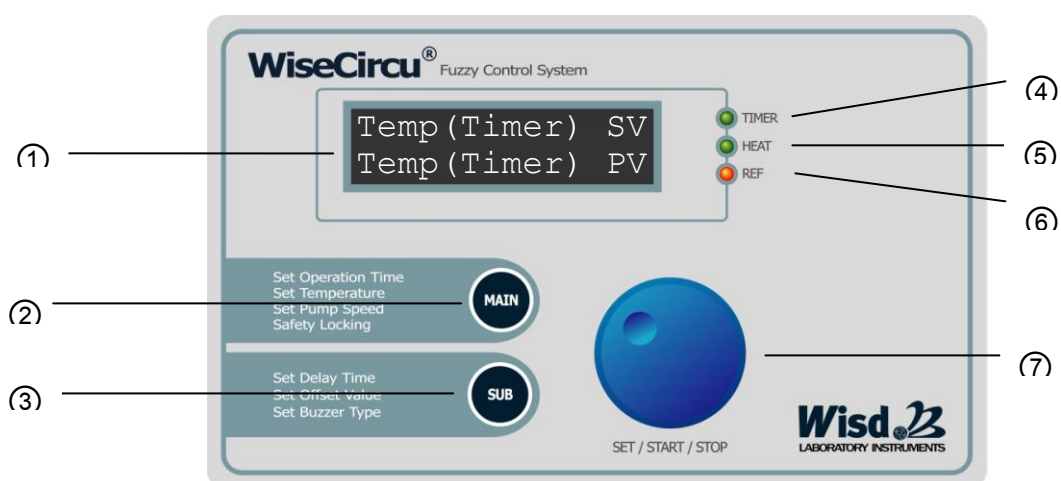 WiseCircu® Fuzzy Control System
Temp(Timer) SV
Temp(Timer) PV
TIMER
HEAT
REF
①
④
⑤
⑥
Set Operation Time
Set Temperature
Set Pump Speed
Safety Locking
MAIN
②
Set Delay Time
Set Offset Value
Set Buzzer Type
SUB
③
⑦
SET / START / STOP
Wisd
LABORATORY INSTRUMENTS